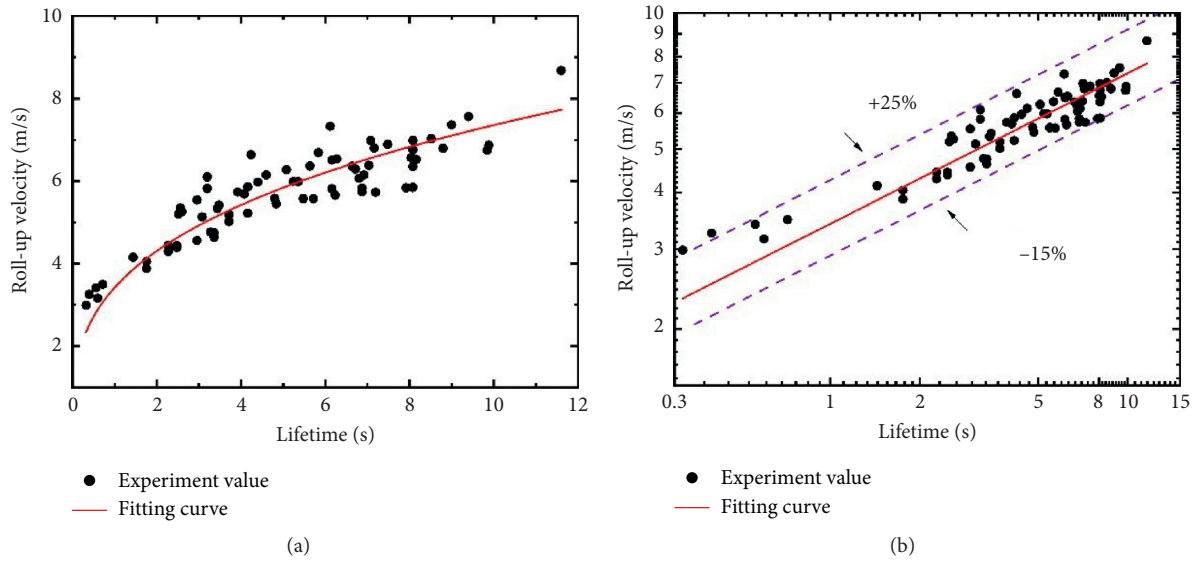 10
8
6
4
2
Roll-up velocity (m/s)
0 2 4 6 8 10 12
Lifetime (s)
Experiment value
Fitting curve
(a)
10
9
8
7
6
5
4
3
2
Roll-up velocity (m/s)
+25%
−15%
0.3 1 2 5 8 10 15
Lifetime (s)
Experiment value
Fitting curve
(b)